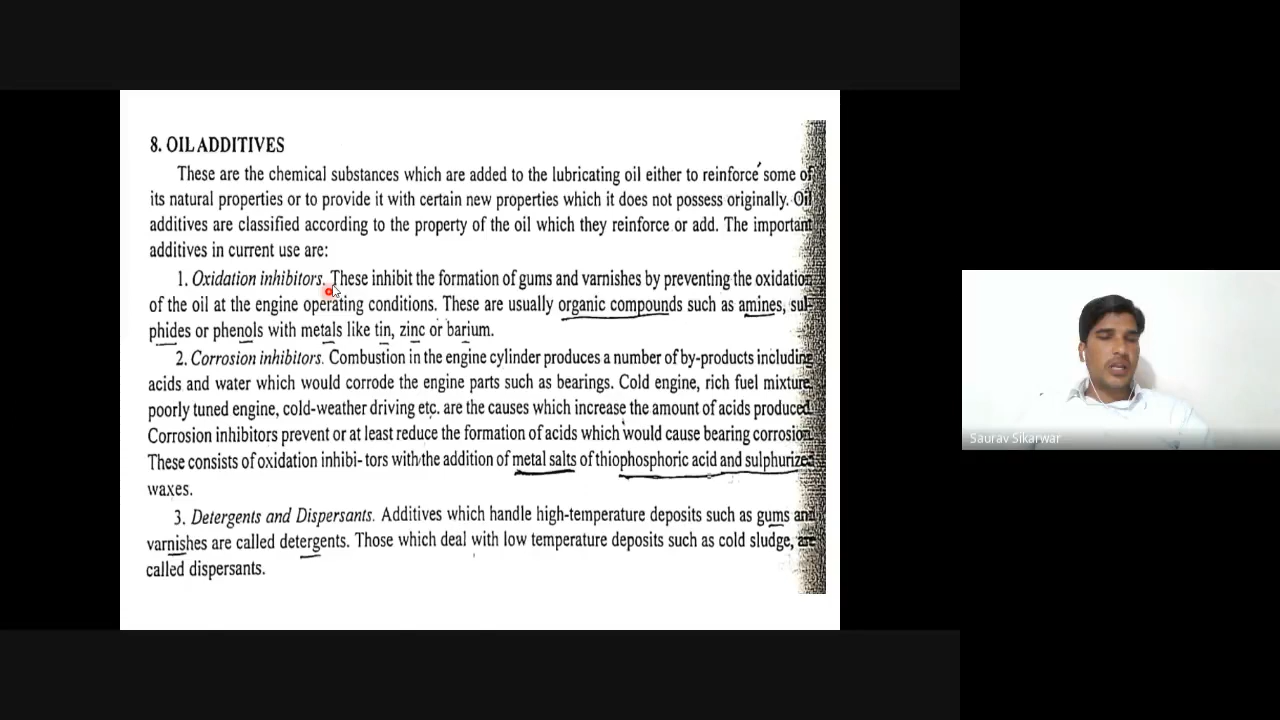 8. OIL ADDITIVES
These are the chemical substances which are added to the lubricating oil either to reinforce some of
its natural properties or to provide it with certain new properties which it does not possess originally. Oil
additives are classified according to the property of the oil which they reinforce or add. The important
additives in current use are:
1. Oxidation inhibitors. These inhibit the formation of gums and varnishes by preventing the oxidation
of the oil at the engine operating conditions. These are usually organic compounds such as amines, sul-
phides or phenols with metals like tin, zinc or barium.
2. Corrosion inhibitors. Combustion in the engine cylinder produces a number of by-products including
acids and water which would corrode the engine parts such as bearings. Cold engine, rich fuel mixture,
poorly tuned engine, cold-weather driving etc. are the causes which increase the amount of acids produced.
Corrosion inhibitors prevent or at least reduce the formation of acids which would cause bearing corrosion.
These consists of oxidation inhibi- tors with the addition of metal salts of thiophosphoric acid and sulphurized
waxes.
3. Detergents and Dispersants. Additives which handle high-temperature deposits such as gums and
varnishes are called detergents. Those which deal with low temperature deposits such as cold sludge, are
called dispersants.
Saurav Sikarwar